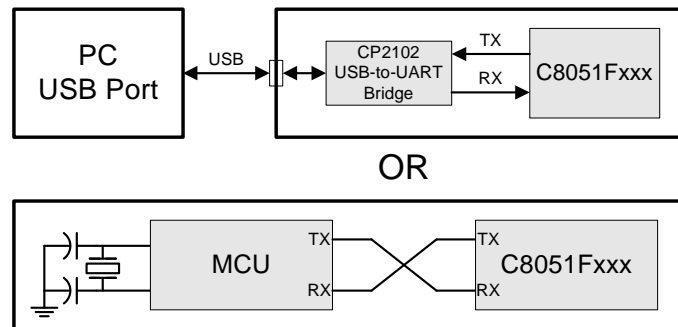 PC
USB Port
USB
CP2102
USB-to-UART
Bridge
TX
RX
C8051Fxxx
OR
MCU
TX
RX
TX
RX
C8051Fxxx